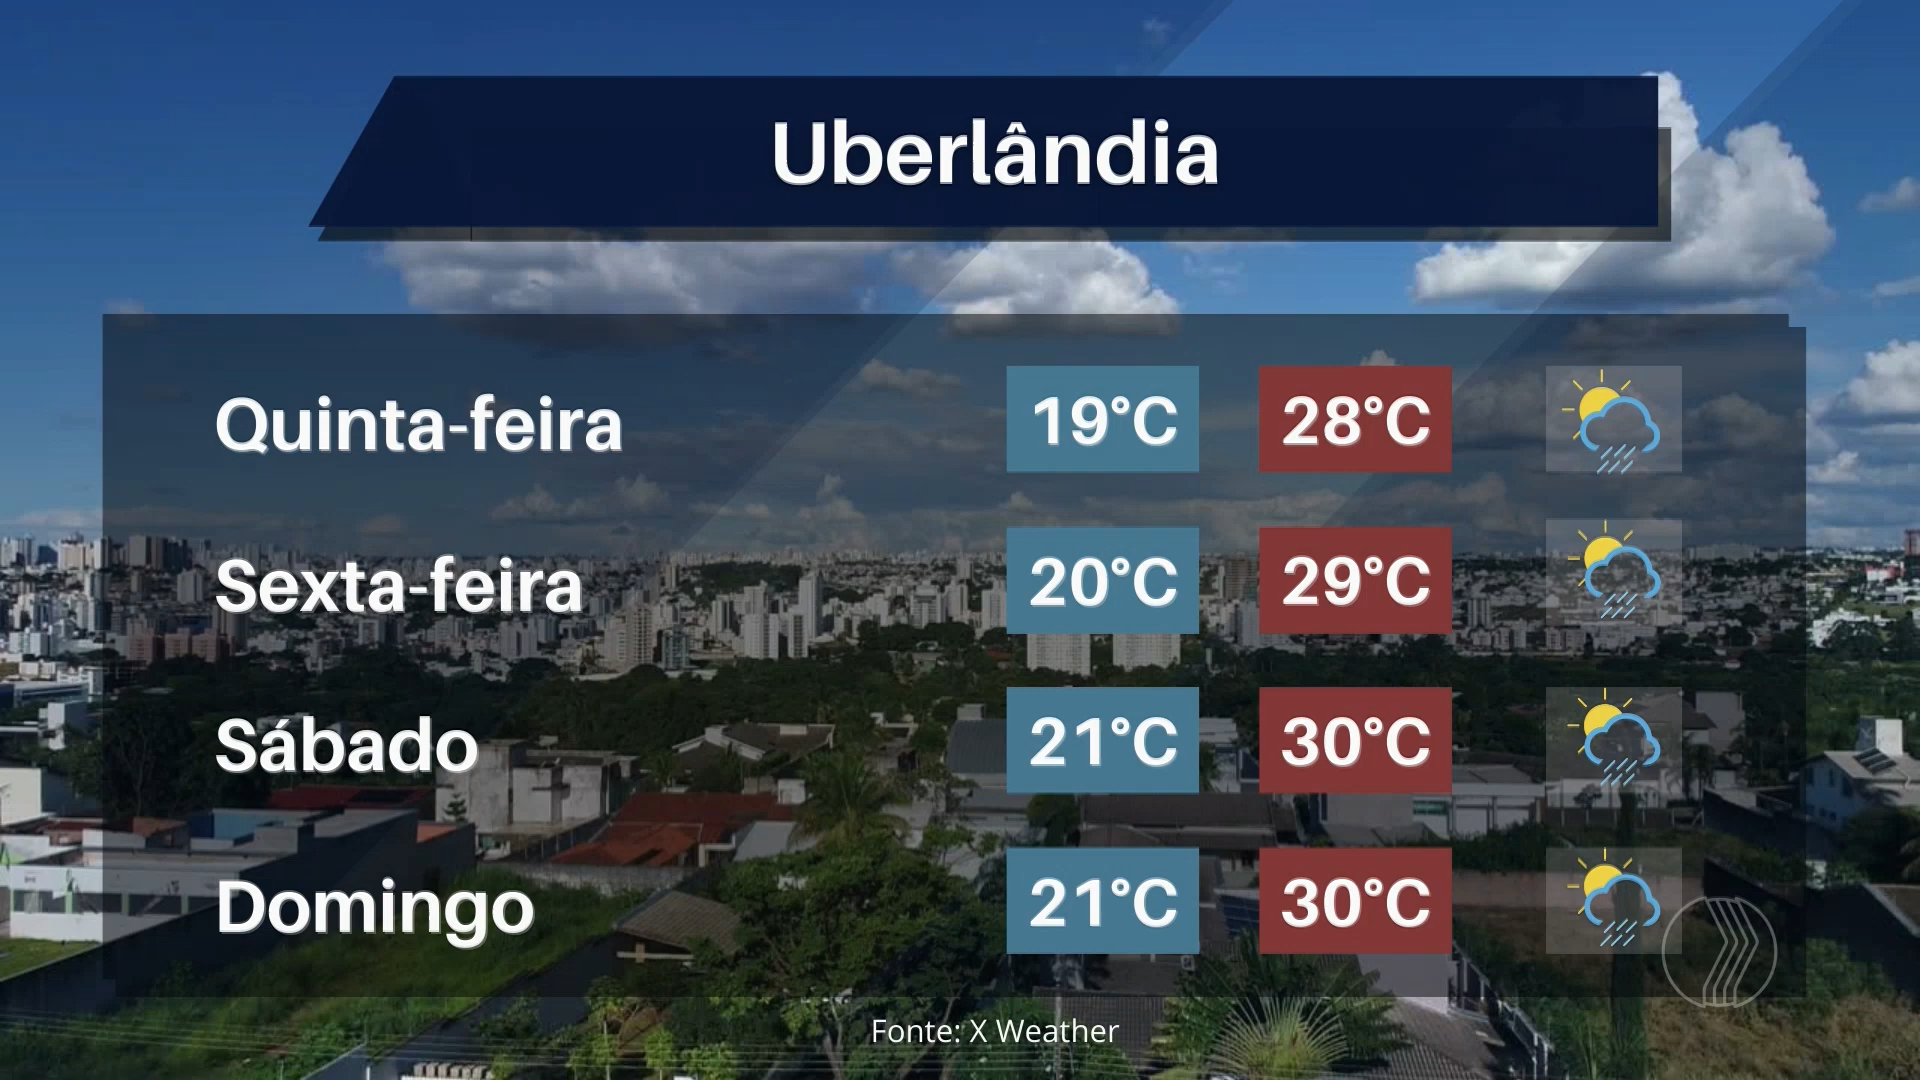 Uberlândia
Quinta-feira 19°C 28°C
Sexta-feira 20°C 29°C
Sábado 21°C 30°C
Domingo 21°C 30°C
Fonte: X Weather